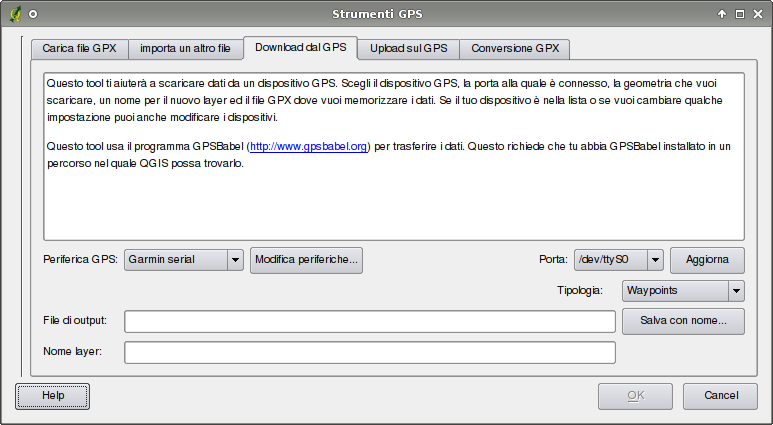 Strumenti GPS
Carica file GPX
importa un altro file
Download dal GPS
Upload sul GPS
Conversione GPX
Questo tool ti aiuterà a scaricare dati da un dispositivo GPS. Scegli il dispositivo GPS, la porta alla quale è connesso, la geometria che vuoi
scaricare, un nome per il nuovo layer ed il file GPX dove vuoi memorizzare i dati. Se il tuo dispositivo è nella lista o se vuoi cambiare qualche
impostazione puoi anche modificare i dispositivi.
Questo tool usa il programma GPSBabel (http://www.gpsbabel.org) per trasferire i dati. Questo richiede che tu abbia GPSBabel installato in un
percorso nel quale QGIS possa trovarlo.
Periferica GPS:
Garmin serial
Modifica periferiche...
Porta:
/dev/ttyS0
Aggiorna
Tipologia:
Waypoints
File di output:
Salva con nome...
Nome layer:
Help
OK
Cancel